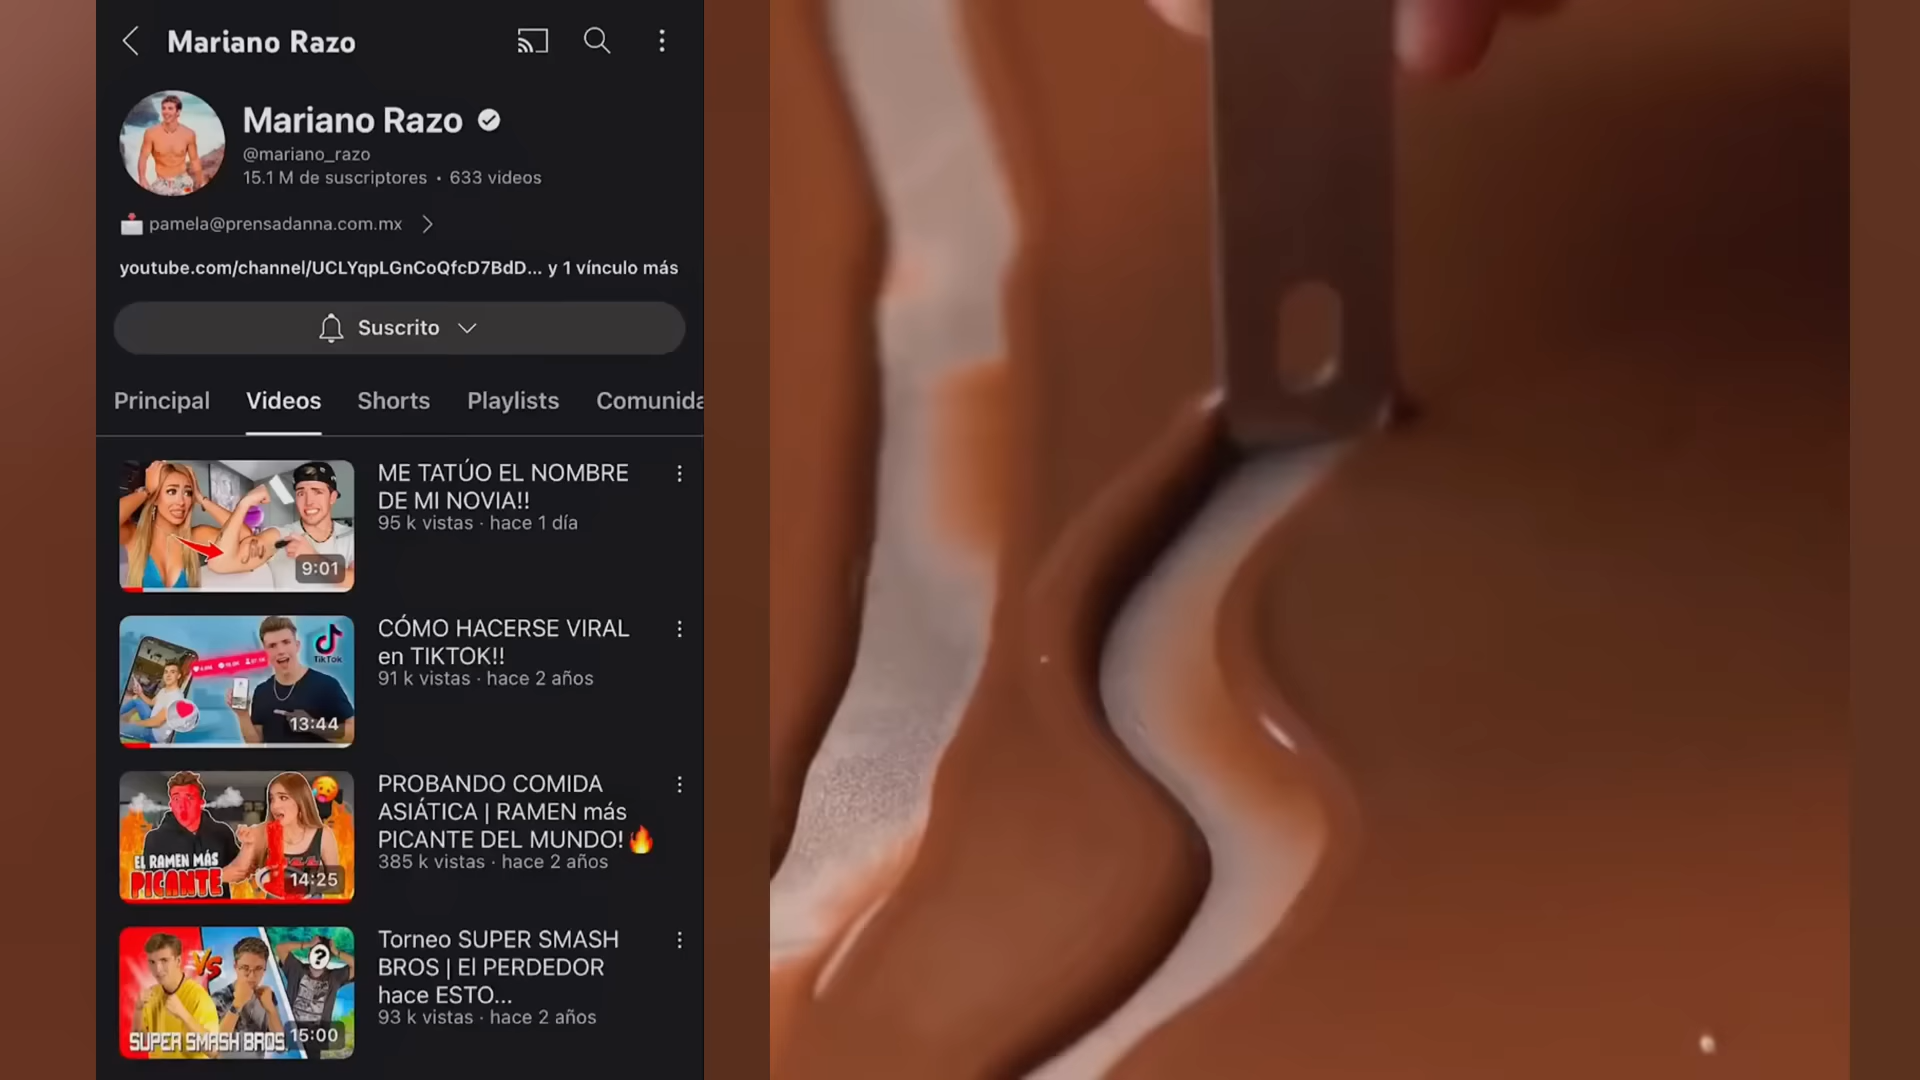 Mariano Razo
Mariano Razo
@mariano_razo
15.1 M de suscriptores • 633 videos
pamela@prensadanna.com.mx
youtube.com/channel/UCLYqpLGnCoQfcD7BdD... y 1 vínculo más
Suscrito
Principal Videos Shorts Playlists Comunida
ME TATÚO EL NOMBRE
DE MI NOVIA!!
95 k vistas · hace 1 día
9:01
CÓMO HACERSE VIRAL
en TIKTOK!!
91 k vistas · hace 2 años
TikTok
13:44
PROBANDO COMIDA
ASIÁTICA | RAMEN más
PICANTE DEL MUNDO!🔥
385 k vistas · hace 2 años
EL RAMEN MÁS
PICANTE
14:25
Torneo SUPER SMASH
BROS | El PERDEDOR
hace ESTO...
93 k vistas · hace 2 años
VS
?
SUPER SMASH BROS.
15:00